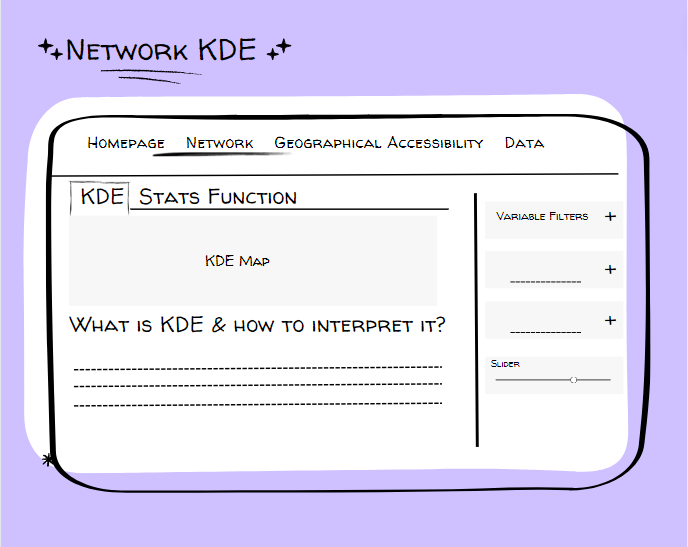 Network KDE
Homepage Network Geographical Accessibility Data
KDE Stats Function
KDE Map
What is KDE & how to interpret it?
Variable Filters +
+
+
Slider